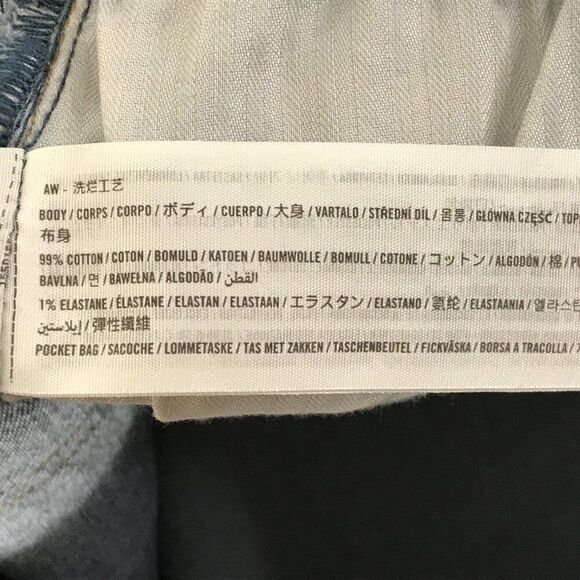 AW - 洗烂工艺
BODY / CORPS / CORPO / ボディ / CUERPO / 大身 / VARTALO / STŘEDNÍ DÍL / 몸통 / GŁÓWNA CZĘŚĆ / TOP
布身
99% COTTON / COTON / BOMULD / KATOEN / BAUMWOLLE / BOMULL / COTONE / コットン / ALGODÓN / 棉 / PU
BAVLNA / 면 / BAWEŁNA / ALGODÃO / القطن
1% ELASTANE / ÉLASTANE / ELASTAN / ELASTAAN / エラスタン / ELASTANO / 氨纶 / ELASTAANIA / 엘라스탄
إيلاستين / 彈性纖維
POCKET BAG / SACOCHE / LOMMETASKE / TAS MET ZAKKEN / TASCHENBEUTEL / FICKVÄSKA / BORSA A TRACOLLA /